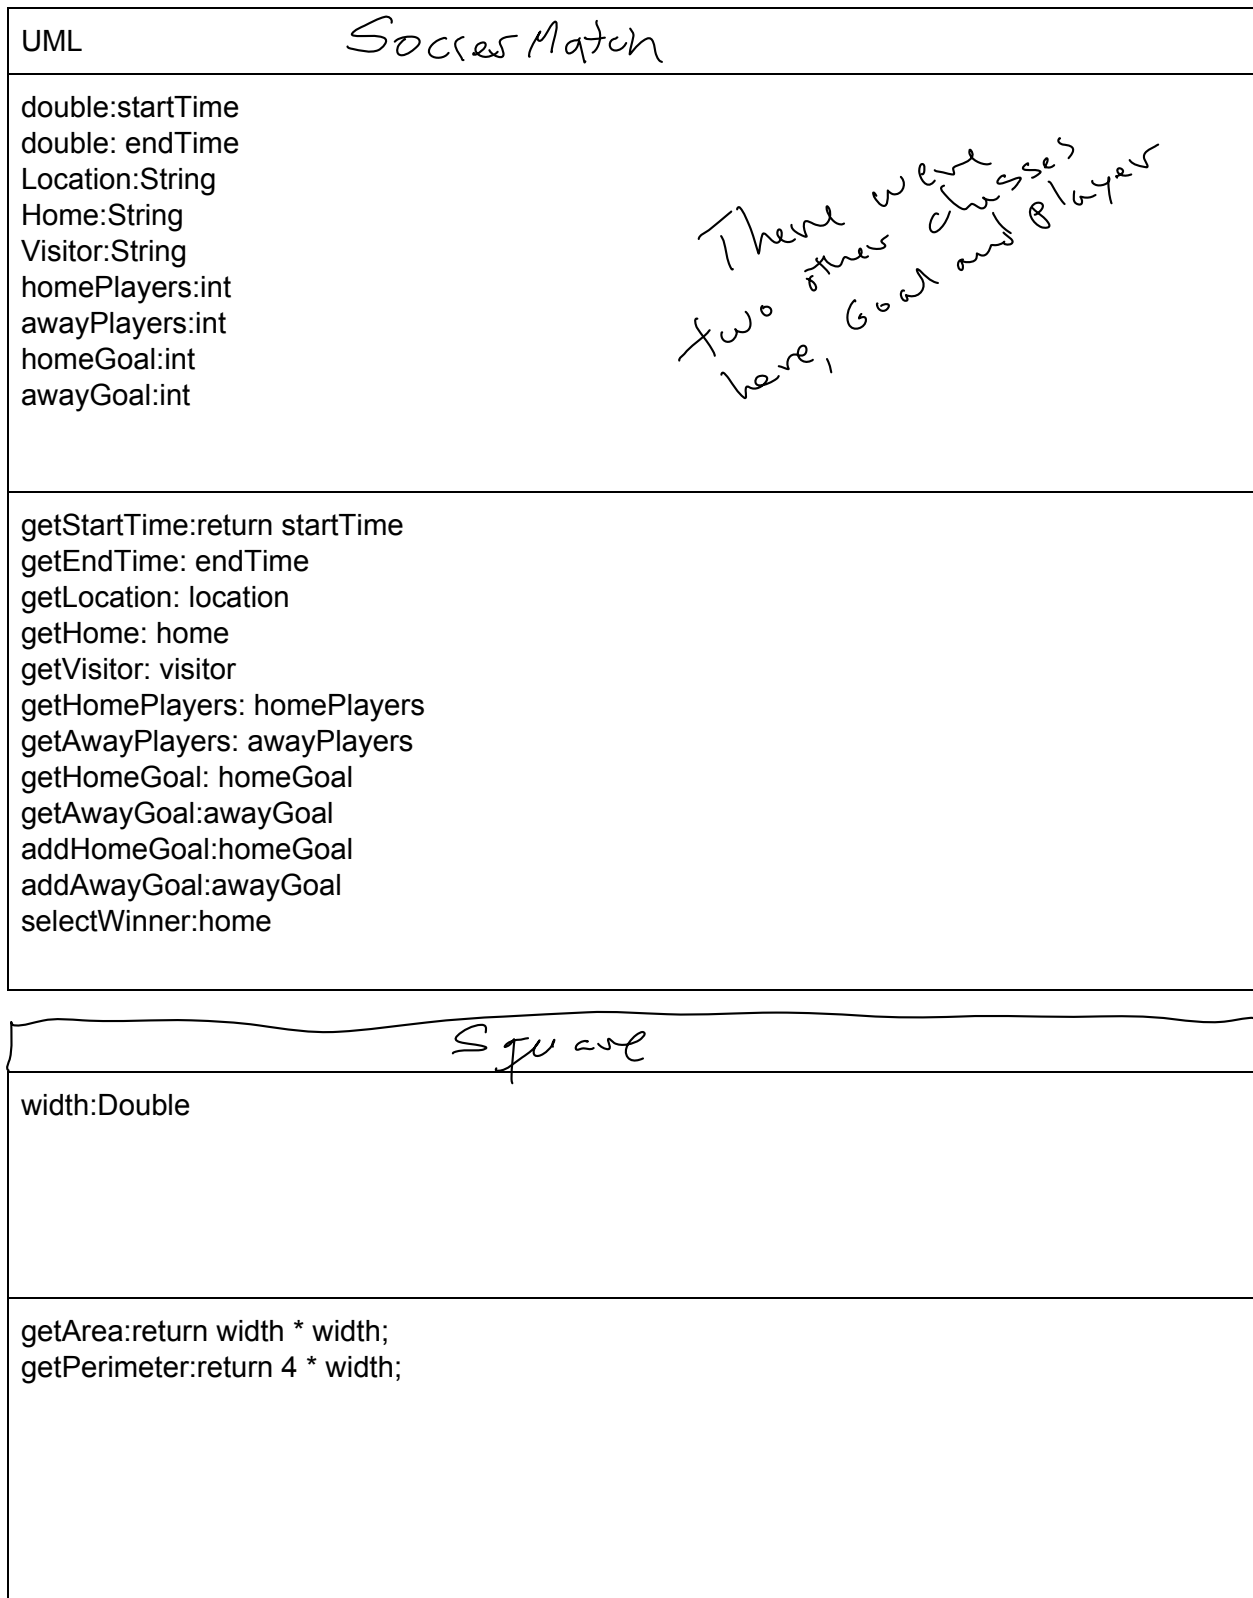 UML SoccerMatch
double:startTime
double: endTime
Location:String
Home:String
Visitor:String
homePlayers:int
awayPlayers:int
homeGoal:int
awayGoal:int
There were
two other classes
here, Goal and Player
getStartTime:return startTime
getEndTime: endTime
getLocation: location
getHome: home
getVisitor: visitor
getHomePlayers: homePlayers
getAwayPlayers: awayPlayers
getHomeGoal: homeGoal
getAwayGoal:awayGoal
addHomeGoal:homeGoal
addAwayGoal:awayGoal
selectWinner:home
Square
width:Double
getArea:return width * width;
getPerimeter:return 4 * width;